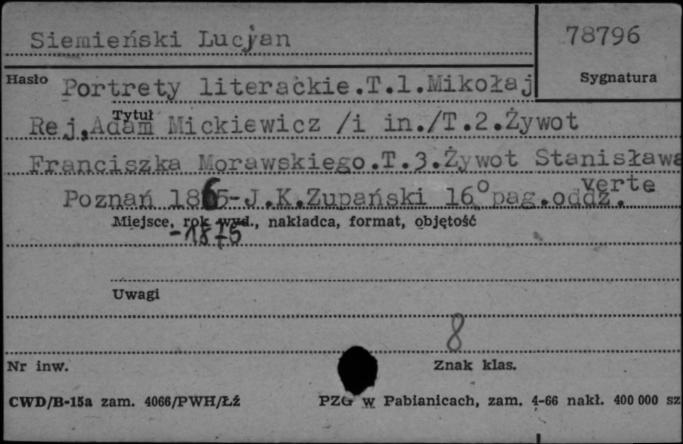 Siemieński Lucjan
78796
Hasło
Sygnatura
Portrety literackie.T.1.Mikołaj
Tytuł
Rej,Adam Mickiewicz /i in./T.2.Żywot
Franciszka Morawskiego.T.3.Żywot Stanisława
verte
Poznań 1865-J.K.Zupański 16° pag.oddz.
Miejsce, rok wyd., nakładca, format, objętość
-1875
Uwagi
8
Nr inw.
Znak klas.
CWD/B-15a zam. 4066/PWH/Łź
PZG w Pabianicach, zam. 4-66 nakł. 400 000 sz